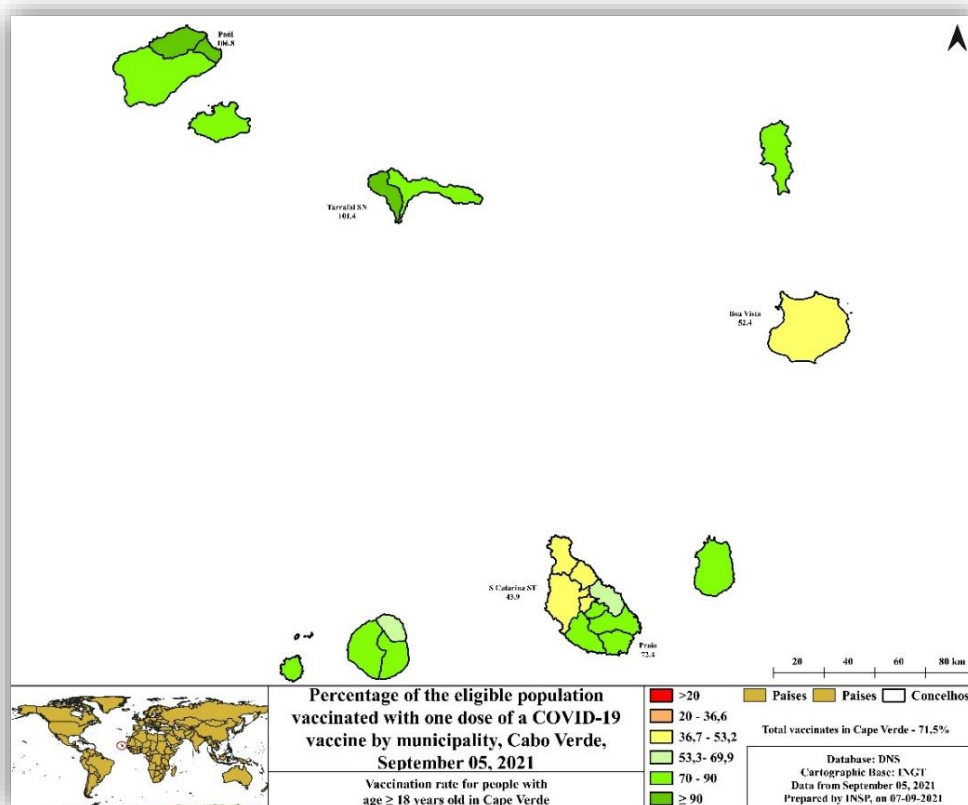 Paúl
106.8
Tarrafal SN
101.4
Boa Vista
52.4
S Catarina ST
43.9
Praia
73.4
20 40 60 80 km
Percentage of the eligible population
vaccinated with one dose of a COVID-19
vaccine by municipality, Cabo Verde,
September 05, 2021
Vaccination rate for people with
age ≥ 18 years old in Cape Verde
>20
20 - 36,6
36,7 - 53,2
53,3- 69,9
70 - 90
≥ 90
Paises Paises Concelhos
Total vaccinates in Cape Verde - 71,5%
Database: DNS
Cartographic Base: INGT
Data from September 05, 2021
Prepared by INSP, on 07-09-2021